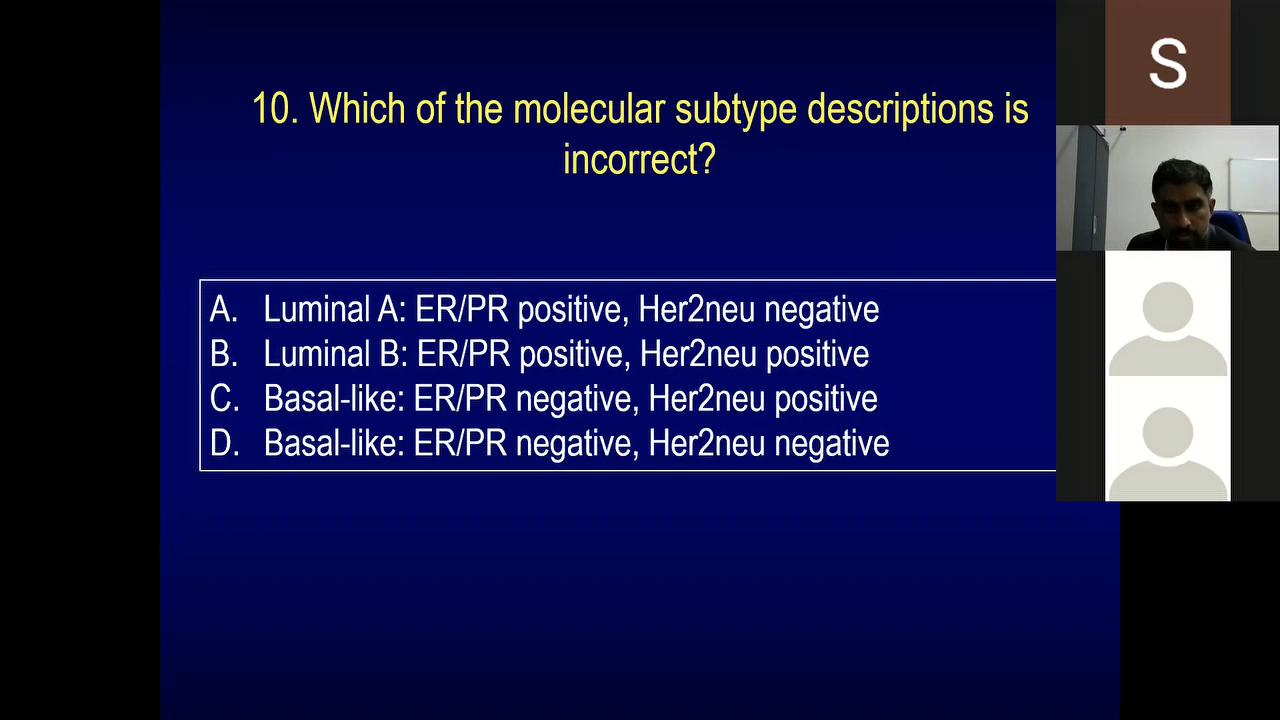 10. Which of the molecular subtype descriptions is
incorrect?
A. Luminal A: ER/PR positive, Her2neu negative
B. Luminal B: ER/PR positive, Her2neu positive
C. Basal-like: ER/PR negative, Her2neu positive
D. Basal-like: ER/PR negative, Her2neu negative
S